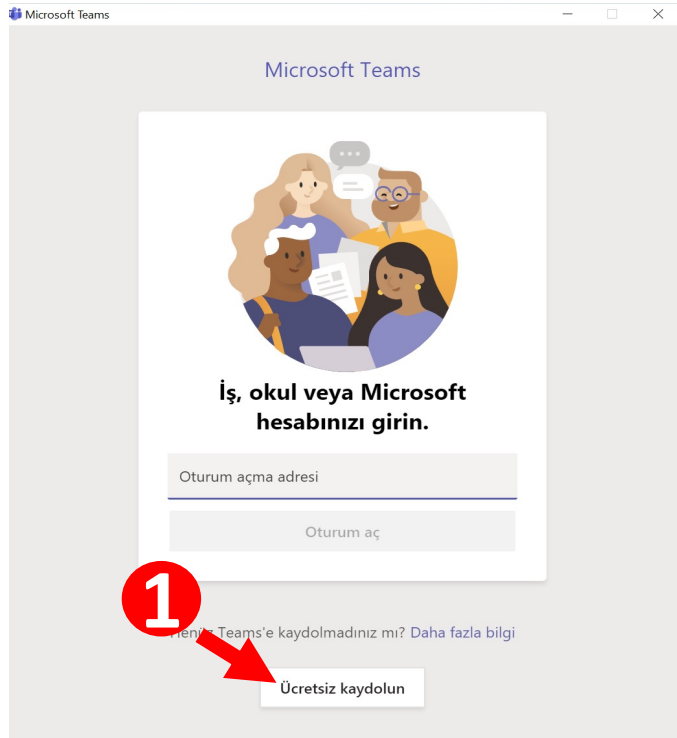 Microsoft Teams
Microsoft Teams
İş, okul veya Microsoft
hesabınızı girin.
Oturum açma adresi
Oturum aç
1
Teams'e kaydolmadınız mı? Daha fazla bilgi
Ücretsiz kaydolun